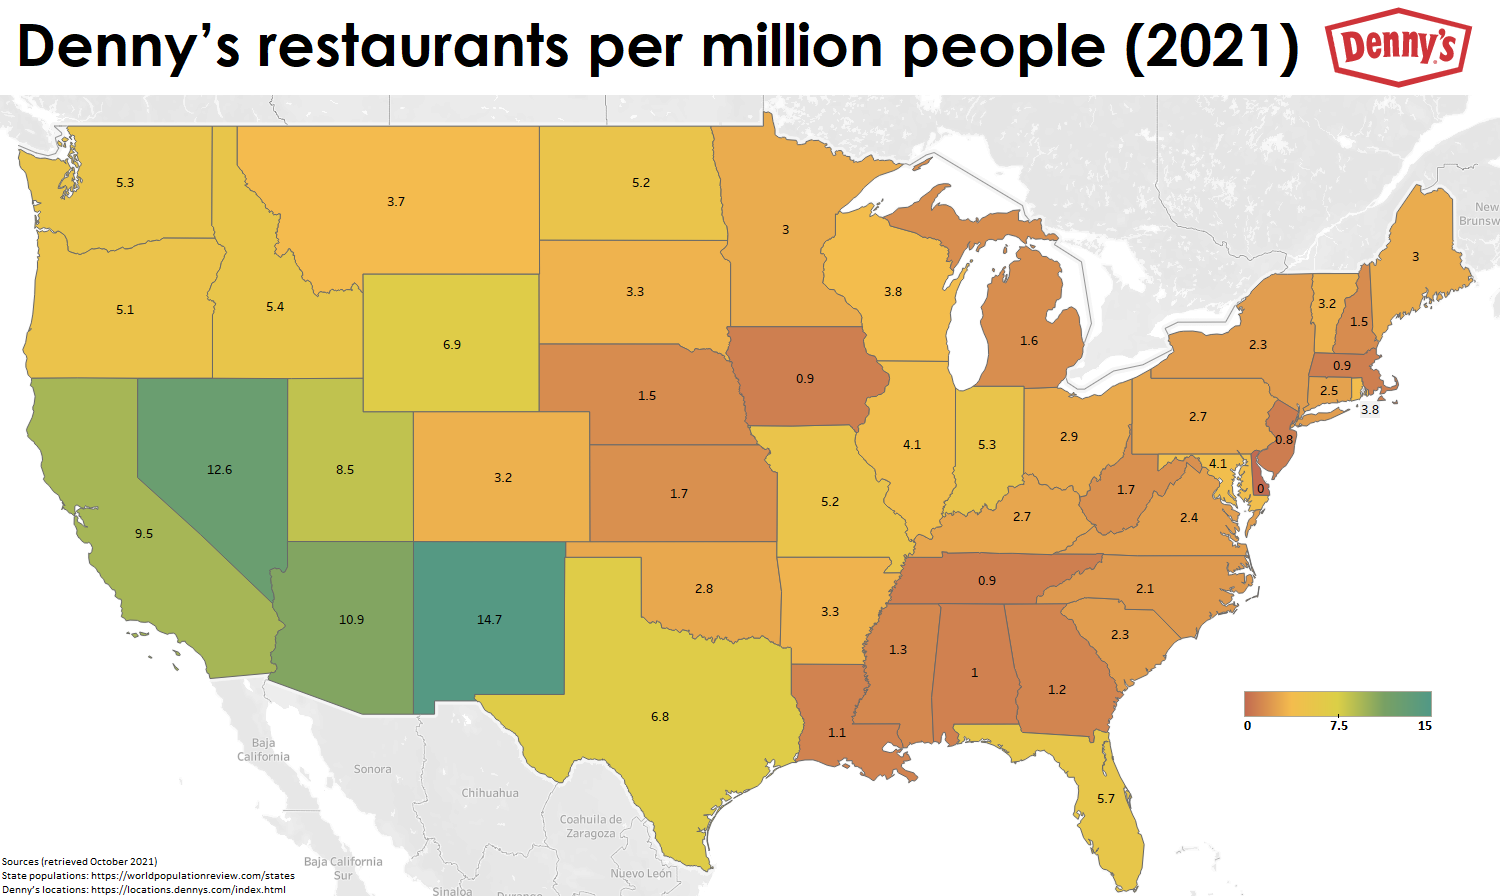 Denny's restaurants per million people (2021)
Denny's
New
Brunsw
5.3
3.7
5.2
3
3
5.1
5.4
3.3
3.8
3.2
1.5
6.9
1.6
2.3
0.9
0.9
1.5
2.5
3.8
2.7
2.9
0.8
12.6
8.5
3.2
4.1
5.3
4.1
1.7
1.7
0
5.2
2.7
2.4
9.5
2.8
0.9
2.1
10.9
14.7
3.3
2.3
1.3
1
1.2
6.8
1.1
0
7.5
15
5.7
Baja
California
Sonora
Chihuahua
Coahuila de
Zaragoza
Baja California
Sur
Nuevo León
Sinaloa
Durango
Sources (retrieved October 2021)
State populations: https://worldpopulationreview.com/states
Denny's locations: https://locations.dennys.com/index.html